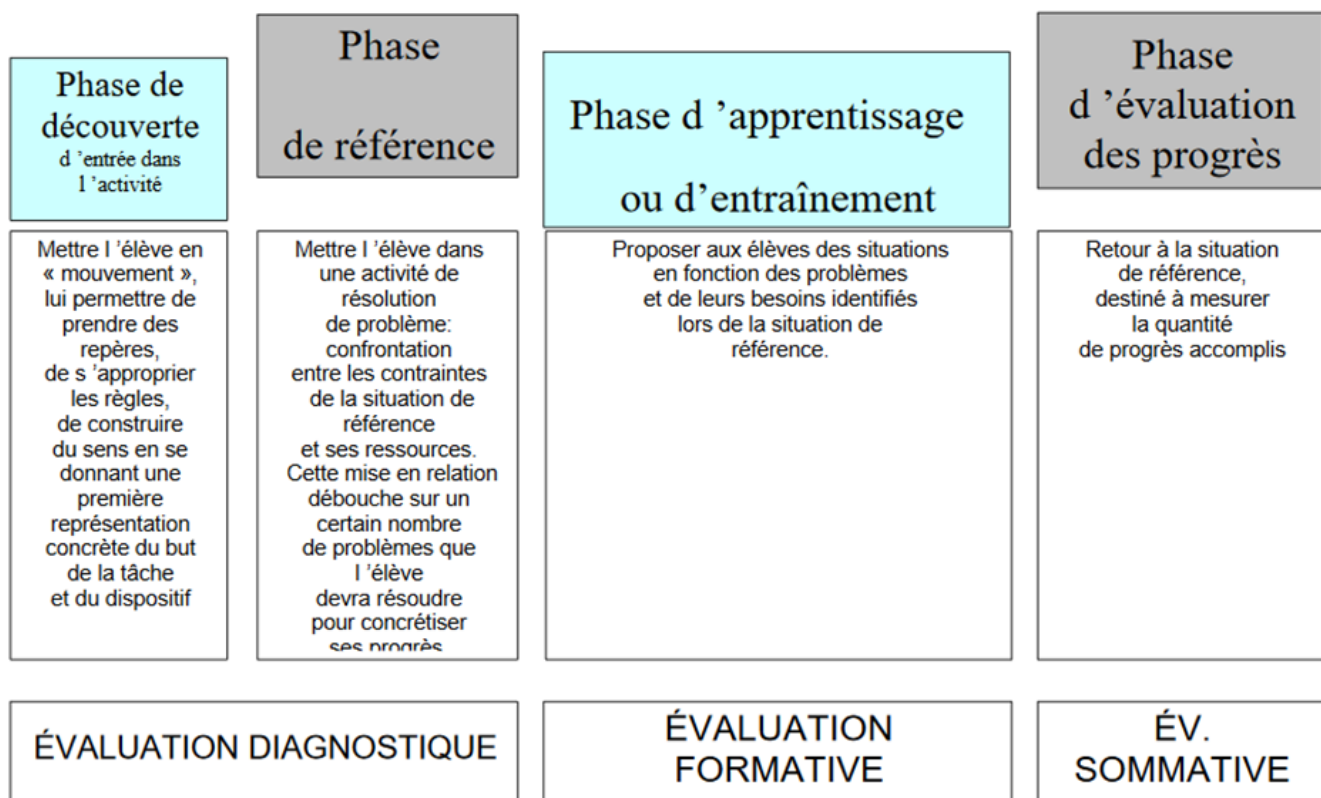 Phase de
découverte
d ’entrée dans
l ’activité
Phase
de référence
Phase d ’apprentissage
ou d’entraînement
Phase
d ’évaluation
des progrès
Mettre l ’élève en
« mouvement »,
lui permettre de
prendre des
repères,
de s ’approprier
les règles,
de construire
du sens en se
donnant une
première
représentation
concrète du but
de la tâche
et du dispositif
Mettre l ’élève dans
une activité de
résolution
de problème:
confrontation
entre les contraintes
de la situation de
référence
et ses ressources.
Cette mise en relation
débouche sur un
certain nombre
de problèmes que
l ’élève
devra résoudre
pour concrétiser
ses progrès
Proposer aux élèves des situations
en fonction des problèmes
et de leurs besoins identifiés
lors de la situation de
référence.
Retour à la situation
de référence,
destiné à mesurer
la quantité
de progrès accomplis
ÉVALUATION DIAGNOSTIQUE
ÉVALUATION
FORMATIVE
ÉV.
SOMMATIVE